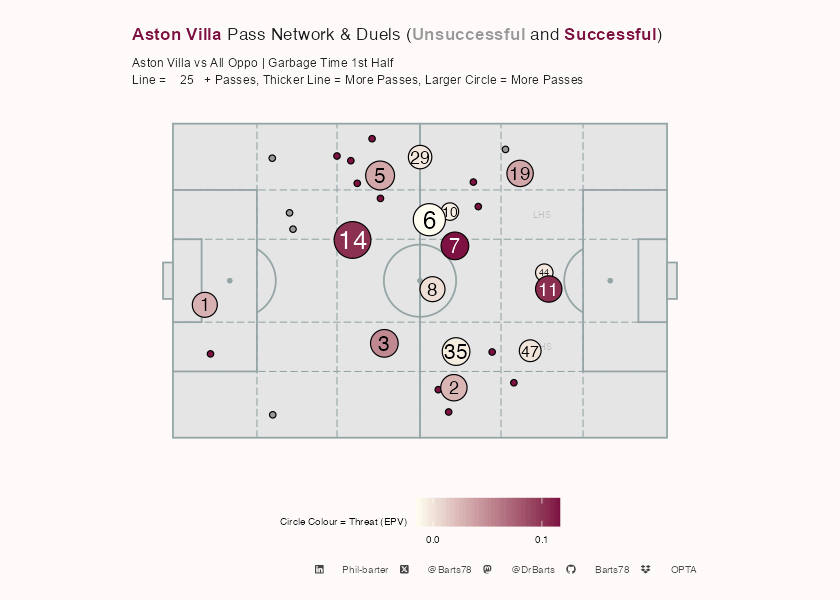 Aston Villa Pass Network & Duels (Unsuccessful and Successful)
Aston Villa vs All Oppo | Garbage Time 1st Half
Line = 25 + Passes, Thicker Line = More Passes, Larger Circle = More Passes
29
5
19
10
6
LHS
14
7
44
8
11
1
3
35
47
2
Circle Colour = Threat (EPV)
0.0 0.1
Phil-barter @Barts78 @DrBarts Barts78 OPTA